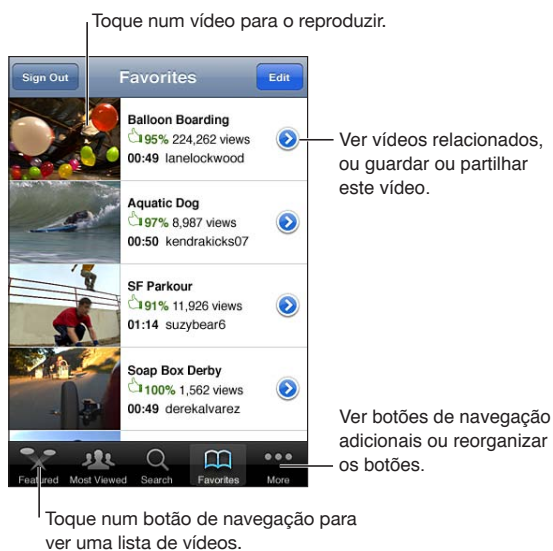 Toque num vídeo para o reproduzir.
Sign Out
Favorites
Edit
Balloon Boarding
95% 224,262 views
00:49 lanelockwood
Ver vídeos relacionados,
ou guardar ou partilhar
este vídeo.
Aquatic Dog
97% 8,987 views
00:50 kendrakicks07
SF Parkour
91% 11,926 views
01:14 suzybear6
Soap Box Derby
100% 1,562 views
00:49 derekalvarez
Ver botões de navegação
adicionais ou reorganizar
os botões.
Featured
Most Viewed
Search
Favorites
More
Toque num botão de navegação para
ver uma lista de vídeos.